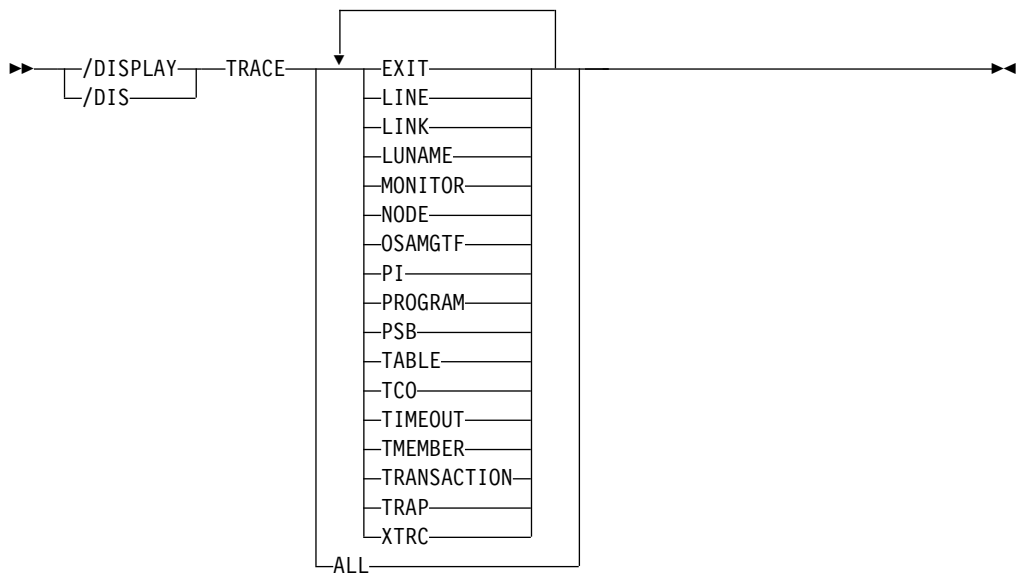 /DISPLAY TRACE EXIT
/DIS LINE
LINK
LUNAME
MONITOR
NODE
OSAMGTF
PI
PROGRAM
PSB
TABLE
TCO
TIMEOUT
TMEMBER
TRANSACTION
TRAP
XTRC
ALL